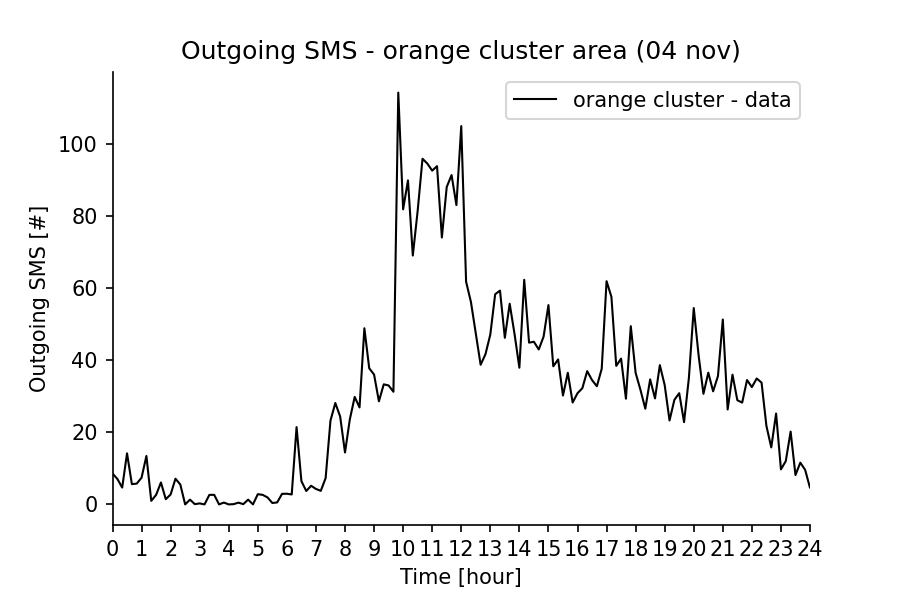 Outgoing SMS - orange cluster area (04 nov)
orange cluster - data
Outgoing SMS [#]
100
80
60
40
20
0
0 1 2 3 4 5 6 7 8 9 10 11 12 13 14 15 16 17 18 19 20 21 22 23 24
Time [hour]